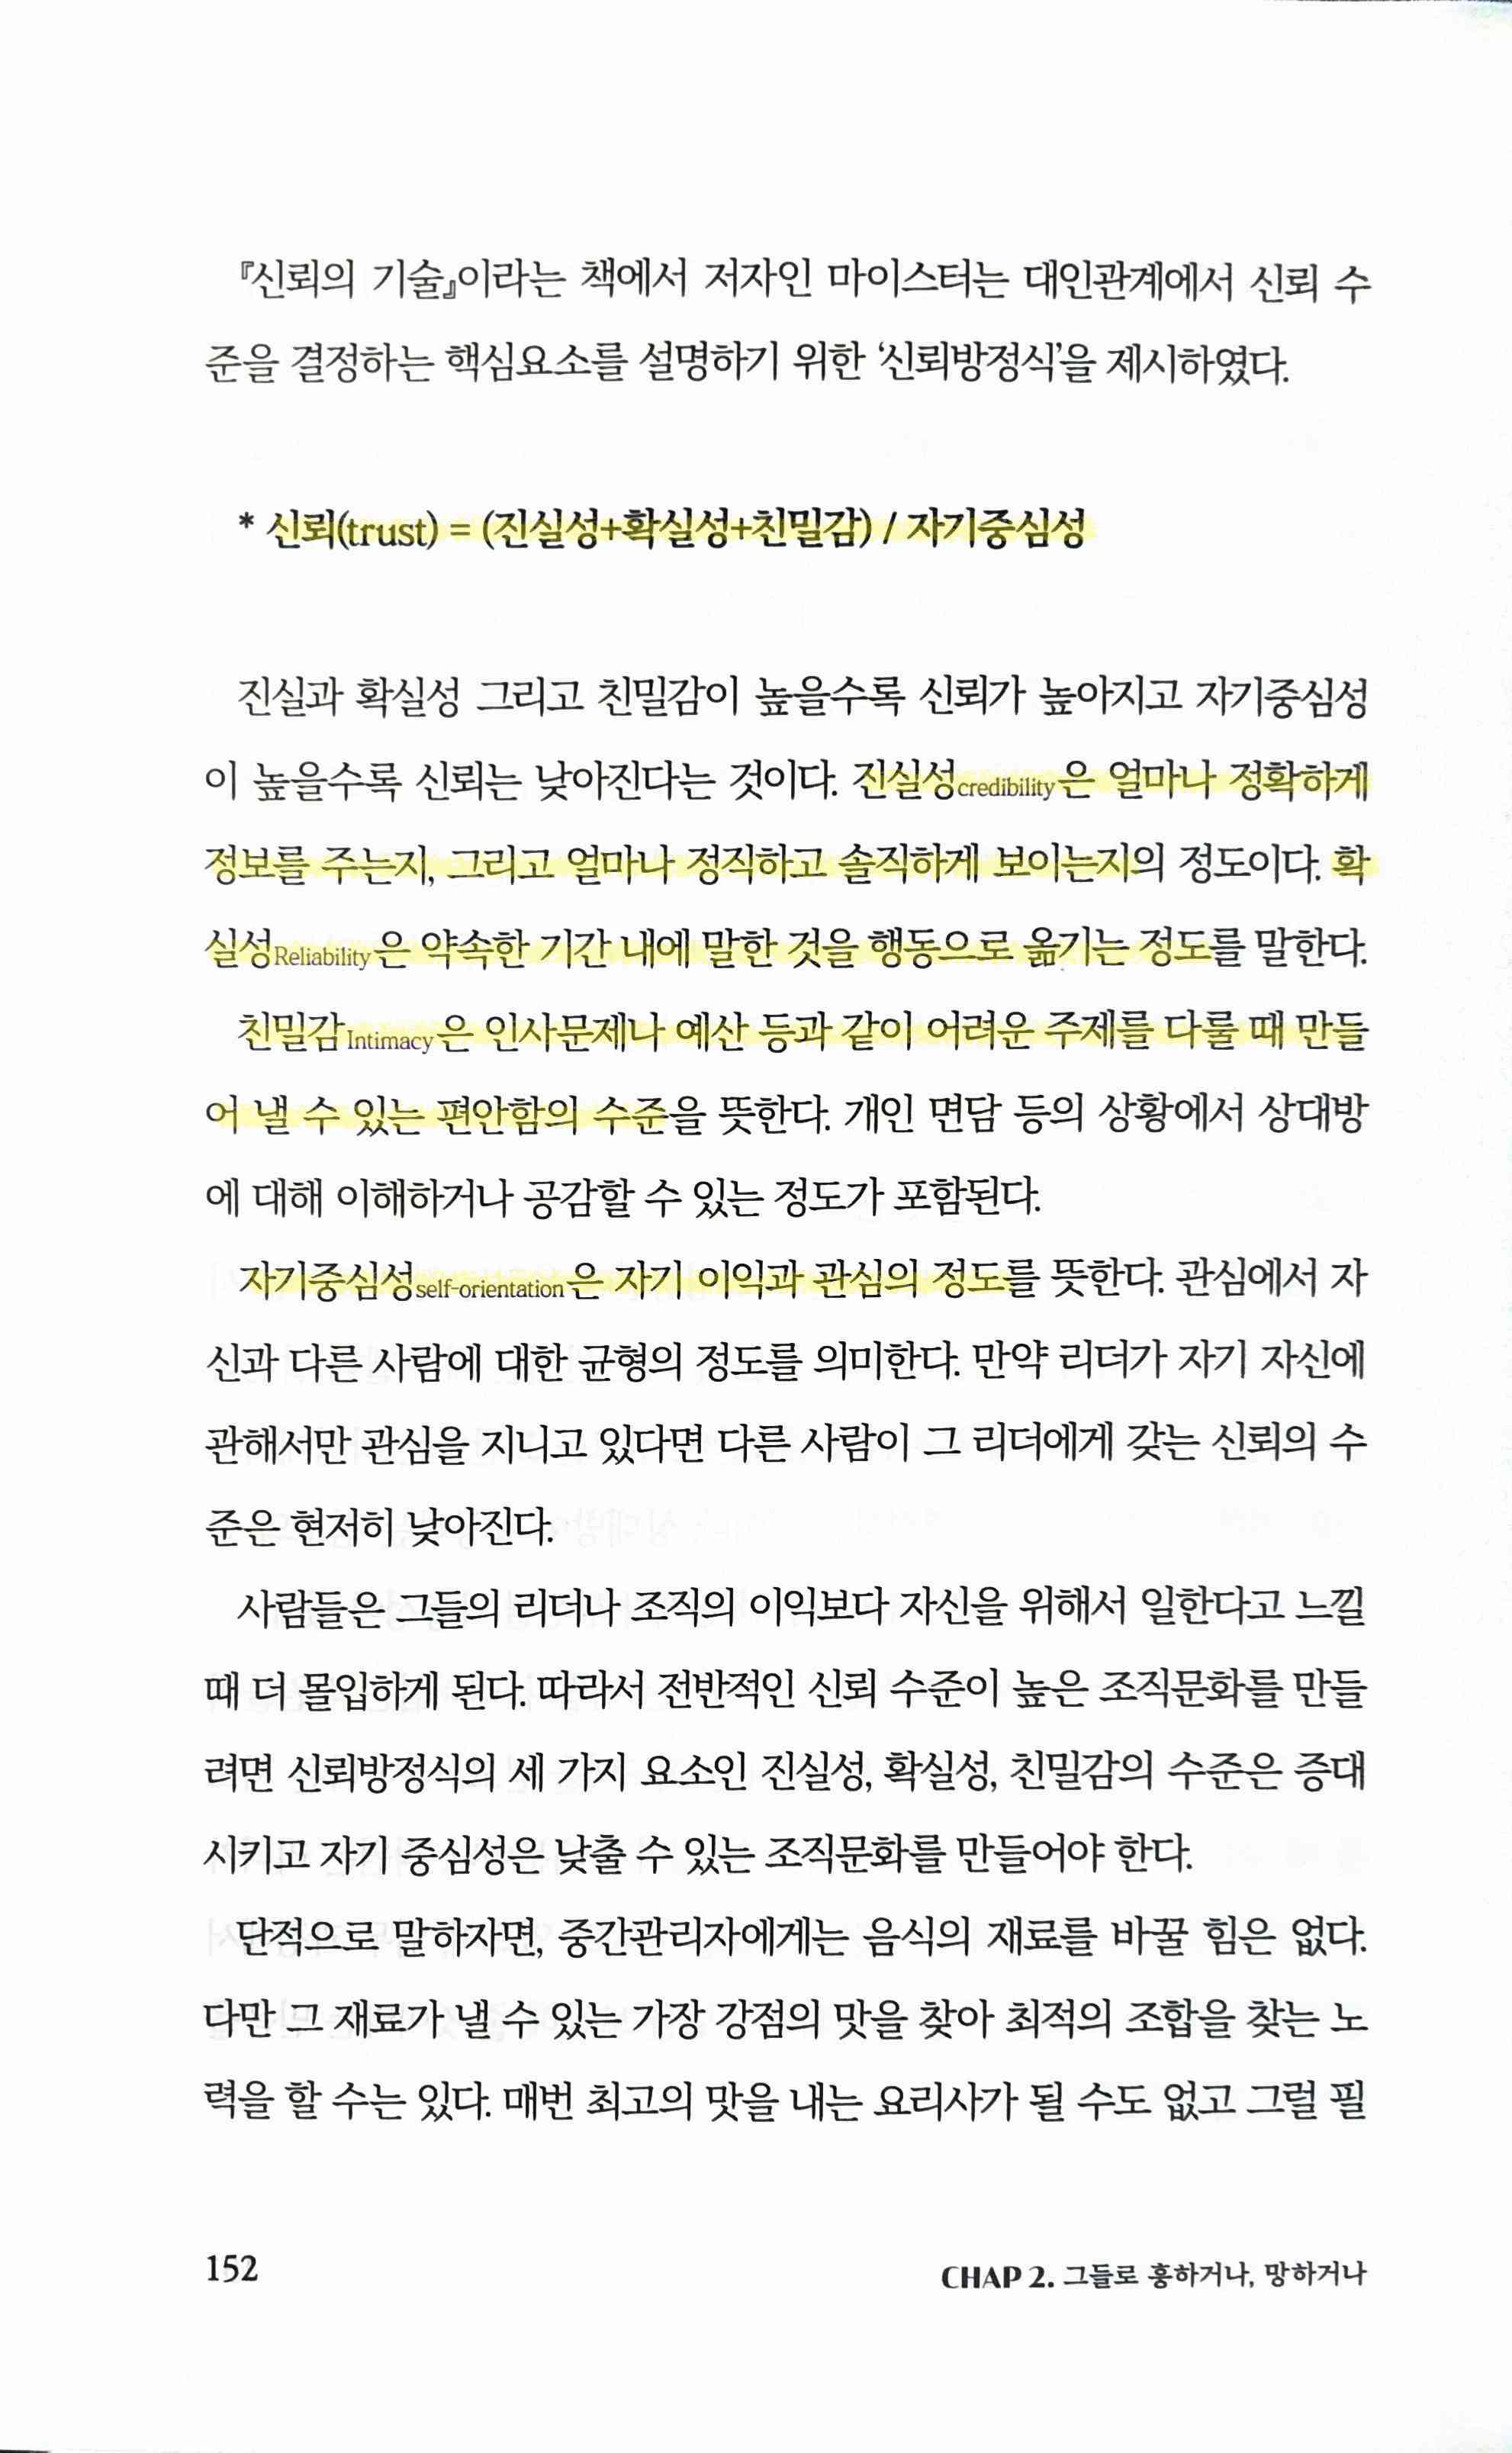 『신뢰의 기술』이라는 책에서 저자인 마이스터는 대인관계에서 신뢰 수
준을 결정하는 핵심요소를 설명하기 위한 ‘신뢰방정식’을 제시하였다.
* 신뢰(trust) = (진실성+확실성+친밀감) / 자기중심성
진실과 확실성 그리고 친밀감이 높을수록 신뢰가 높아지고 자기중심성
이 높을수록 신뢰는 낮아진다는 것이다. 진실성credibility은 얼마나 정확하게
정보를 주는지, 그리고 얼마나 정직하고 솔직하게 보이는지의 정도이다. 확
실성Reliability은 약속한 기간 내에 말한 것을 행동으로 옮기는 정도를 말한다.
친밀감Intimacy은 인사문제나 예산 등과 같이 어려운 주제를 다룰 때 만들
어 낼 수 있는 편안함의 수준을 뜻한다. 개인 면담 등의 상황에서 상대방
에 대해 이해하거나 공감할 수 있는 정도가 포함된다.
자기중심성self-orientation은 자기 이익과 관심의 정도를 뜻한다. 관심에서 자
신과 다른 사람에 대한 균형의 정도를 의미한다. 만약 리더가 자기 자신에
관해서만 관심을 지니고 있다면 다른 사람이 그 리더에게 갖는 신뢰의 수
준은 현저히 낮아진다.
사람들은 그들의 리더나 조직의 이익보다 자신을 위해서 일한다고 느낄
때 더 몰입하게 된다. 따라서 전반적인 신뢰 수준이 높은 조직문화를 만들
려면 신뢰방정식의 세 가지 요소인 진실성, 확실성, 친밀감의 수준은 증대
시키고 자기 중심성은 낮출 수 있는 조직문화를 만들어야 한다.
단적으로 말하자면, 중간관리자에게는 음식의 재료를 바꿀 힘은 없다.
다만 그 재료가 낼 수 있는 가장 강점의 맛을 찾아 최적의 조합을 찾는 노
력을 할 수는 있다. 매번 최고의 맛을 내는 요리사가 될 수도 없고 그럴 필
152
CHAP 2. 그들로 흥하거나, 망하거나